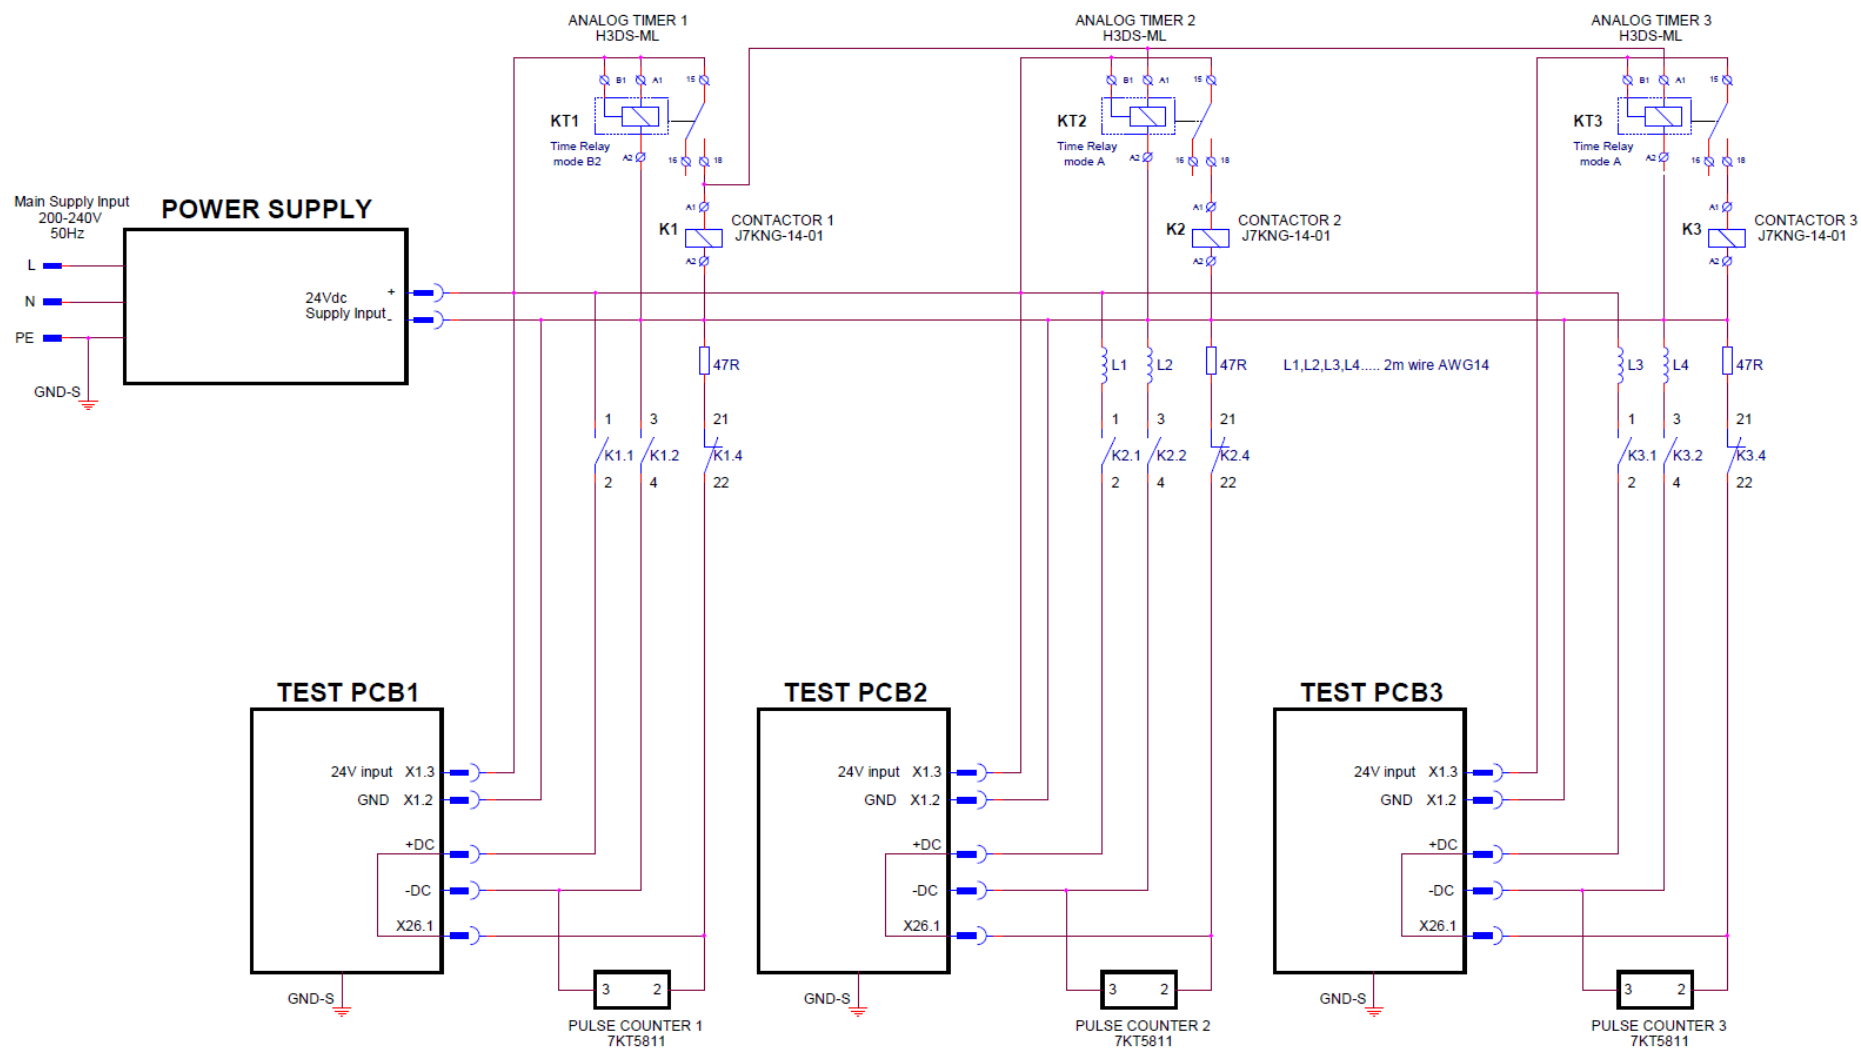 ANALOG TIMER 1
H3DS-ML
ANALOG TIMER 2
H3DS-ML
ANALOG TIMER 3
H3DS-ML
B1 A1 15
B1 A1 15
B1 A1 15
KT1
KT2
KT3
Time Relay
mode B2
Time Relay
mode A
Time Relay
mode A
A2 16 18
A2 16 18
A2 16 18
Main Supply Input
200-240V
50Hz
POWER SUPPLY
L
N
PE
GND-S
24Vdc
Supply Input
+
-
A1
K1
A2
CONTACTOR 1
J7KNG-14-01
A1
K2
A2
CONTACTOR 2
J7KNG-14-01
A1
K3
A2
CONTACTOR 3
J7KNG-14-01
47R
L1 L2 47R
L1,L2,L3,L4..... 2m wire AWG14
L3 L4 47R
1 3 21
K1.1 K1.2 K1.4
2 4 22
1 3 21
K2.1 K2.2 K2.4
2 4 22
1 3 21
K3.1 K3.2 K3.4
2 4 22
TEST PCB1
24V input X1.3
GND X1.2
+DC
-DC
X26.1
GND-S
3 2
PULSE COUNTER 1
7KT5811
TEST PCB2
24V input X1.3
GND X1.2
+DC
-DC
X26.1
GND-S
3 2
PULSE COUNTER 2
7KT5811
TEST PCB3
24V input X1.3
GND X1.2
+DC
-DC
X26.1
GND-S
3 2
PULSE COUNTER 3
7KT5811